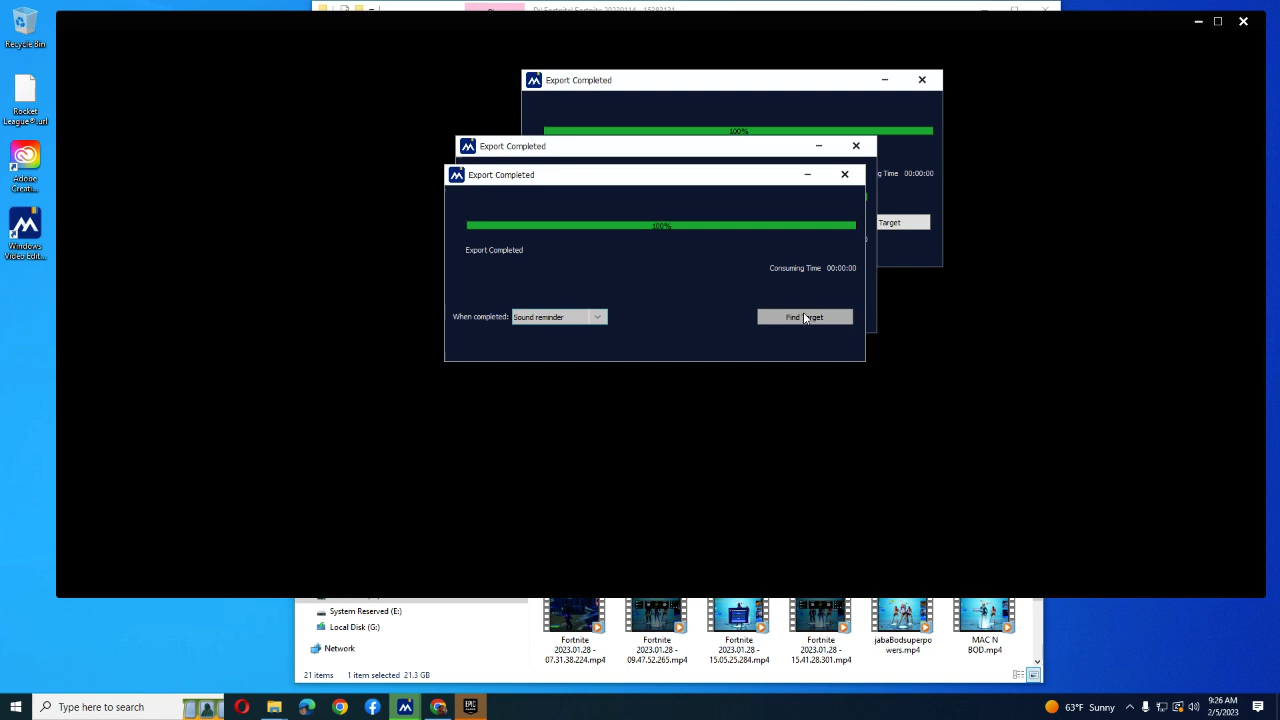 Recycle Bin
Rocket
League®.url
Adobe
Creati...
Windows
Video Edit...
Export Completed
100%
Export Completed
g Time 00:00:00
Target
Export Completed
100%
Export Completed
Consuming Time 00:00:00
When completed: Sound reminder
Find
System Reserved (E:)
Local Disk (G:)
Network
Fortnite
2023.01.28 -
07.31.38.224.mp4
Fortnite
2023.01.28 -
09.47.52.265.mp4
Fortnite
2023.01.28 -
15.05.25.284.mp4
Fortnite
2023.01.28 -
15.41.28.301.mp4
jabaBodsuperpo
wers.mp4
MAC N
BOD.mp4
21 items 1 item selected 21.3 GB
Type here to search
EPIC
63°F Sunny
9:26 AM
2/5/2023